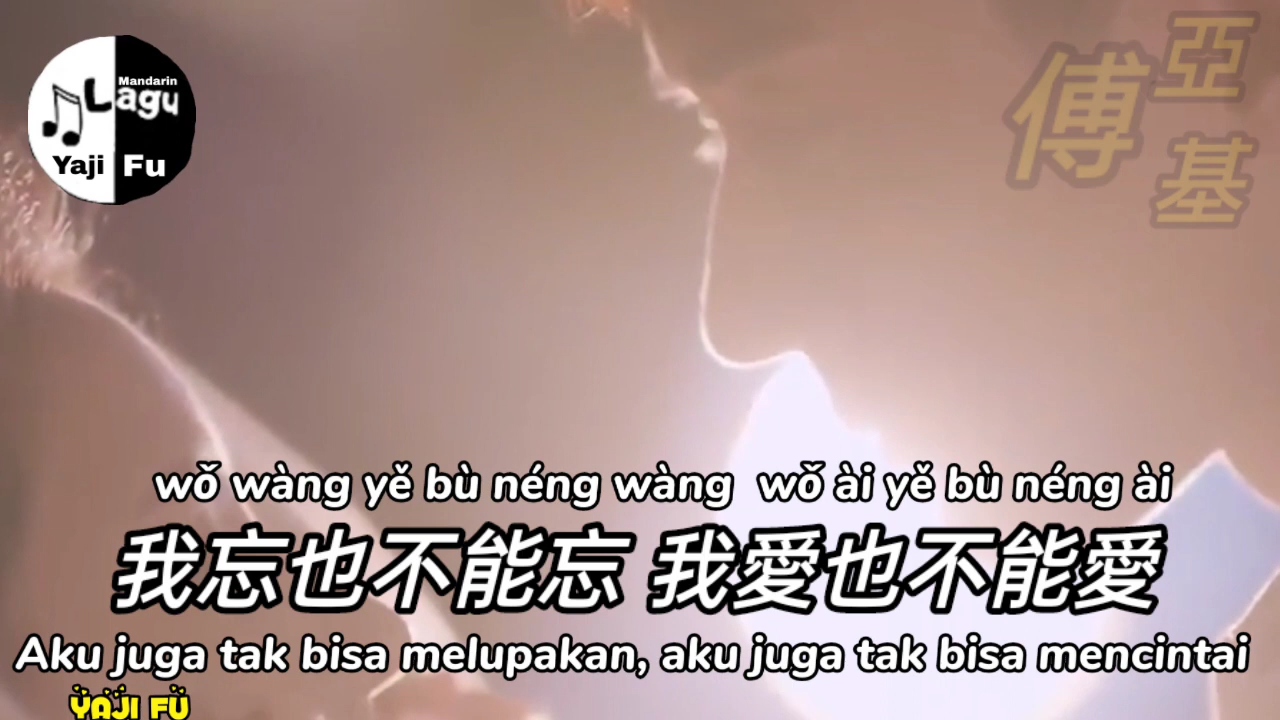 Mandarin
Lagu
Yaji Fu
傅亞基
wǒ wàng yě bù néng wàng wǒ ài yě bù néng ài
我忘也不能忘 我愛也不能愛
Aku juga tak bisa melupakan, aku juga tak bisa mencintai
YAJI FU